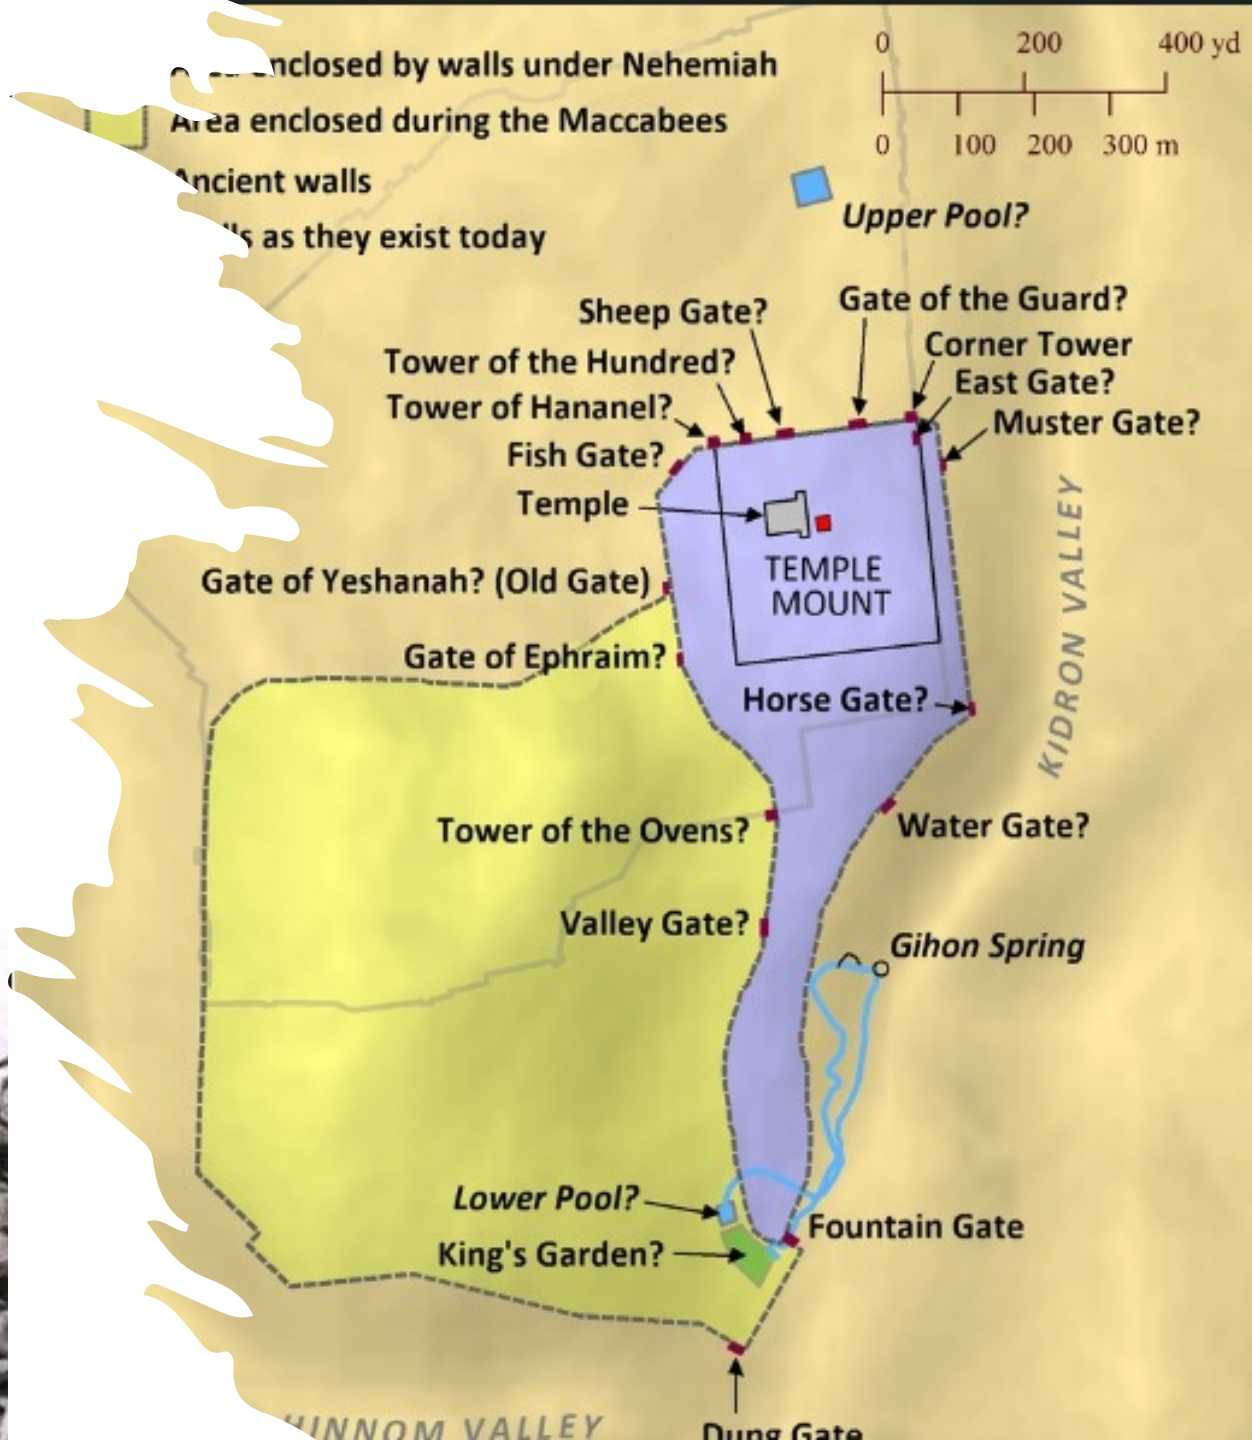 enclosed by walls under Nehemiah
Area enclosed during the Maccabees
Ancient walls
as they exist today
0 200 400 yd
0 100 200 300 m
Upper Pool?
Gate of the Guard?
Sheep Gate?
Corner Tower
Tower of the Hundred?
East Gate?
Tower of Hananel?
Muster Gate?
Fish Gate?
Temple
TEMPLE
MOUNT
KIDRON VALLEY
Gate of Yeshanah? (Old Gate)
Gate of Ephraim?
Horse Gate?
Tower of the Ovens?
Water Gate?
Valley Gate?
Gihon Spring
Lower Pool?
Fountain Gate
King's Garden?
HINNOM VALLEY
Dung Gate